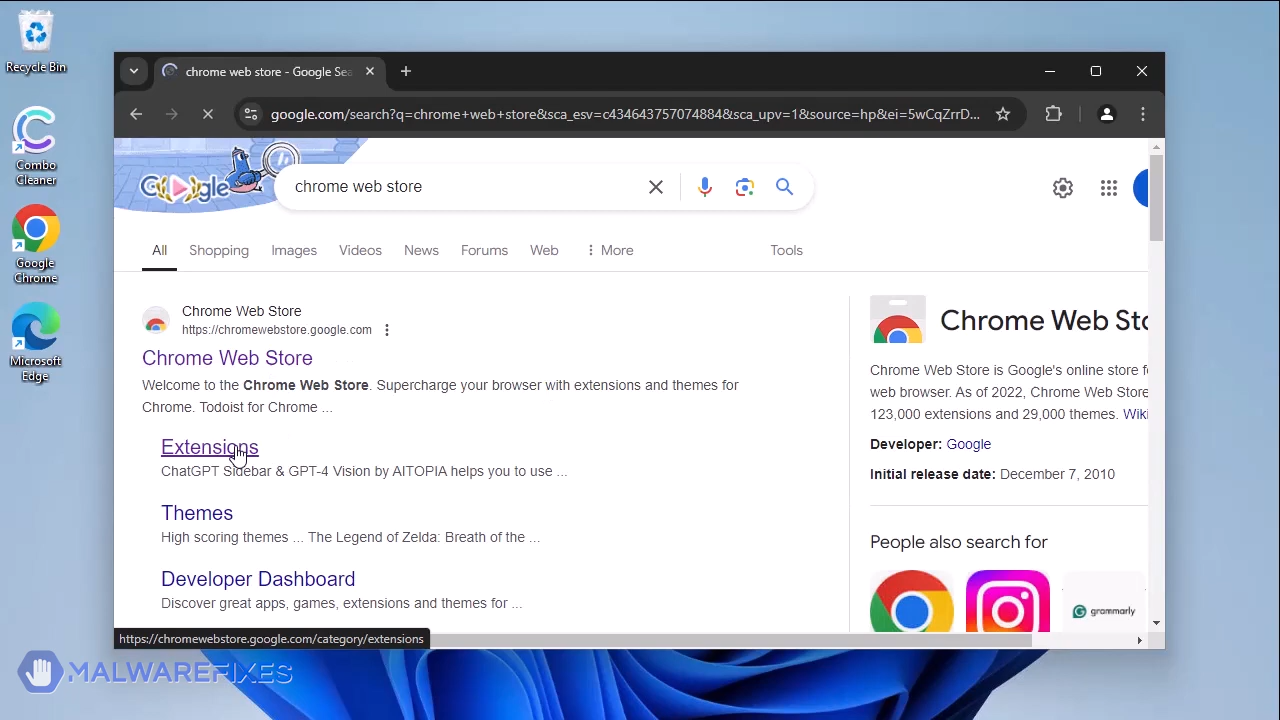 Recycle Bin
Combo
Cleaner
Google
Chrome
Microsoft
Edge
chrome web store - Google Sea
google.com/search?q=chrome+web+store&sca_esv=c434643757074884&sca_upv=1&source=hp&ei=5wCqZrrD...
Google
chrome web store
All
Shopping
Images
Videos
News
Forums
Web
More
Tools
Chrome Web Store
https://chromewebstore.google.com
Chrome Web Store
Welcome to the Chrome Web Store. Supercharge your browser with extensions and themes for
Chrome. Todoist for Chrome ...
Extensions
ChatGPT Sidebar & GPT-4 Vision by AITOPIA helps you to use ...
Themes
High scoring themes ... The Legend of Zelda: Breath of the ...
Developer Dashboard
Discover great apps, games, extensions and themes for ...
https://chromewebstore.google.com/category/extensions
Chrome Web Sto
Chrome Web Store is Google's online store f
web browser. As of 2022, Chrome Web Store
123,000 extensions and 29,000 themes. Wiki
Developer: Google
Initial release date: December 7, 2010
People also search for
grammarly
MALWAREFIXES